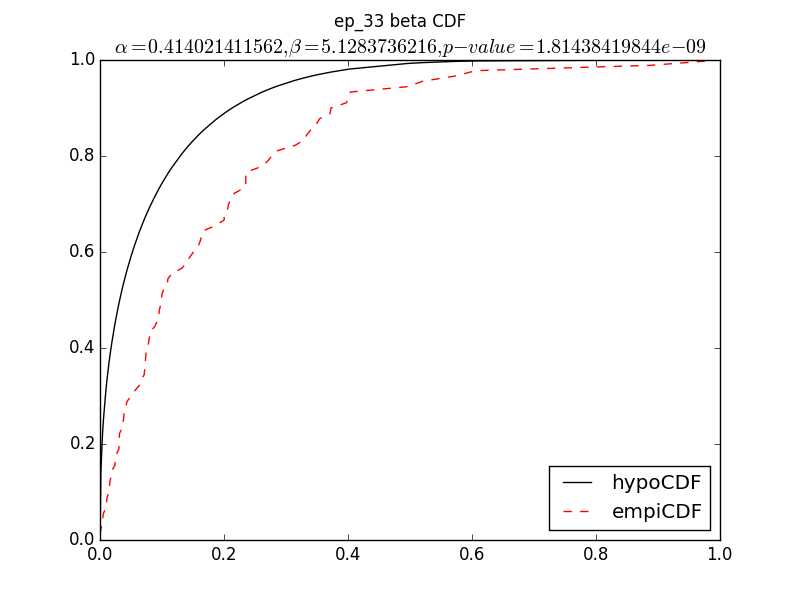 ep_33 beta CDF
α=0.414021411562,β=5.1283736216,p−value=1.81438419844e−09
1.0
0.8
0.6
0.4
0.2
0.0
hypoCDF
empiCDF
0.0 0.2 0.4 0.6 0.8 1.0